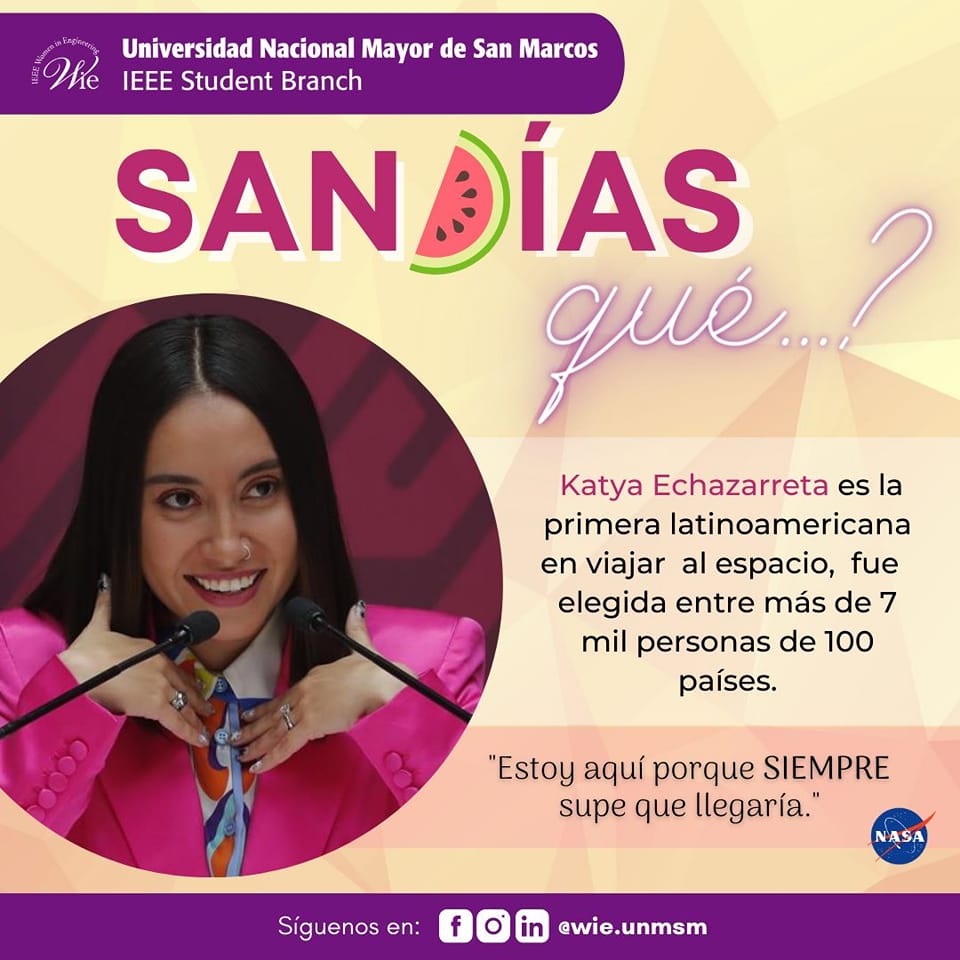 IEEE Women in Engineering
Wie
Universidad Nacional Mayor de San Marcos
IEEE Student Branch
SANDÍAS
qué...?
Katya Echazarreta es la
primera latinoamericana
en viajar al espacio, fue
elegida entre más de 7
mil personas de 100
países.
"Estoy aquí porque SIEMPRE
supe que llegaría."
NASA
Síguenos en: @wie.unmsm